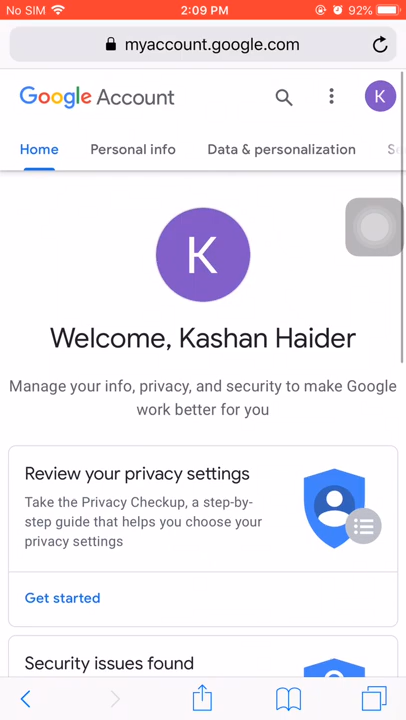 No SIM 2:09 PM 92%
myaccount.google.com
Google Account K
Home Personal info Data & personalization
K
Welcome, Kashan Haider
Manage your info, privacy, and security to make Google
work better for you
Review your privacy settings
Take the Privacy Checkup, a step-by-
step guide that helps you choose your
privacy settings
Get started
Security issues found